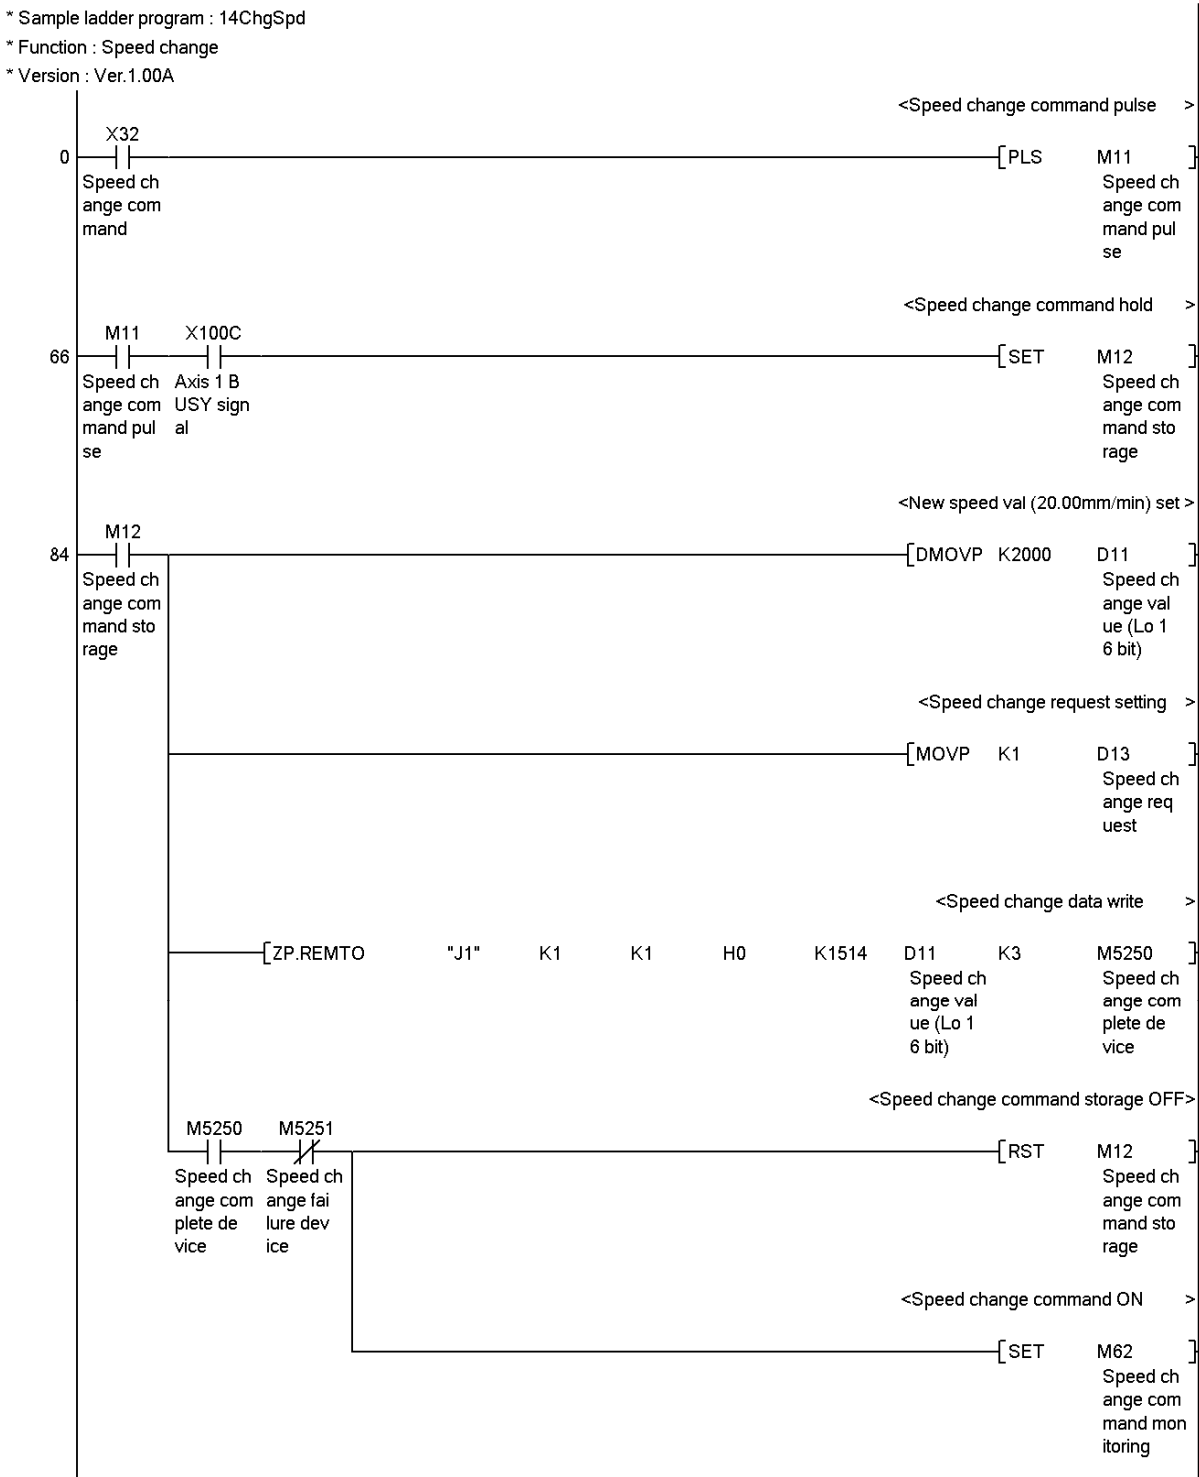 * Sample ladder program : 14ChgSpd
* Function : Speed change
* Version : Ver.1.00A
<Speed change command pulse >
X32
0 [PLS M11 ]
Speed ch Speed ch
ange com ange com
mand mand pul
se
<Speed change command hold >
M11 X100C
66 [SET M12 ]
Speed ch Axis 1 B Speed ch
ange com USY sign ange com
mand pul al mand sto
se rage
<New speed val (20.00mm/min) set >
M12
84 [DMOVP K2000 D11 ]
Speed ch Speed ch
ange com ange val
mand sto ue (Lo 1
rage 6 bit)
<Speed change request setting >
[MOVP K1 D13 ]
Speed ch
ange req
uest
<Speed change data write >
[ZP.REMTO "J1" K1 K1 H0 K1514 D11 K3 M5250 ]
Speed ch Speed ch
ange val ange com
ue (Lo 1 plete de
6 bit) vice
<Speed change command storage OFF>
M5250 M5251
[RST M12 ]
Speed ch Speed ch Speed ch
ange com ange fai ange com
plete de lure dev mand sto
vice ice rage
<Speed change command ON >
[SET M62 ]
Speed ch
ange com
mand mon
itoring